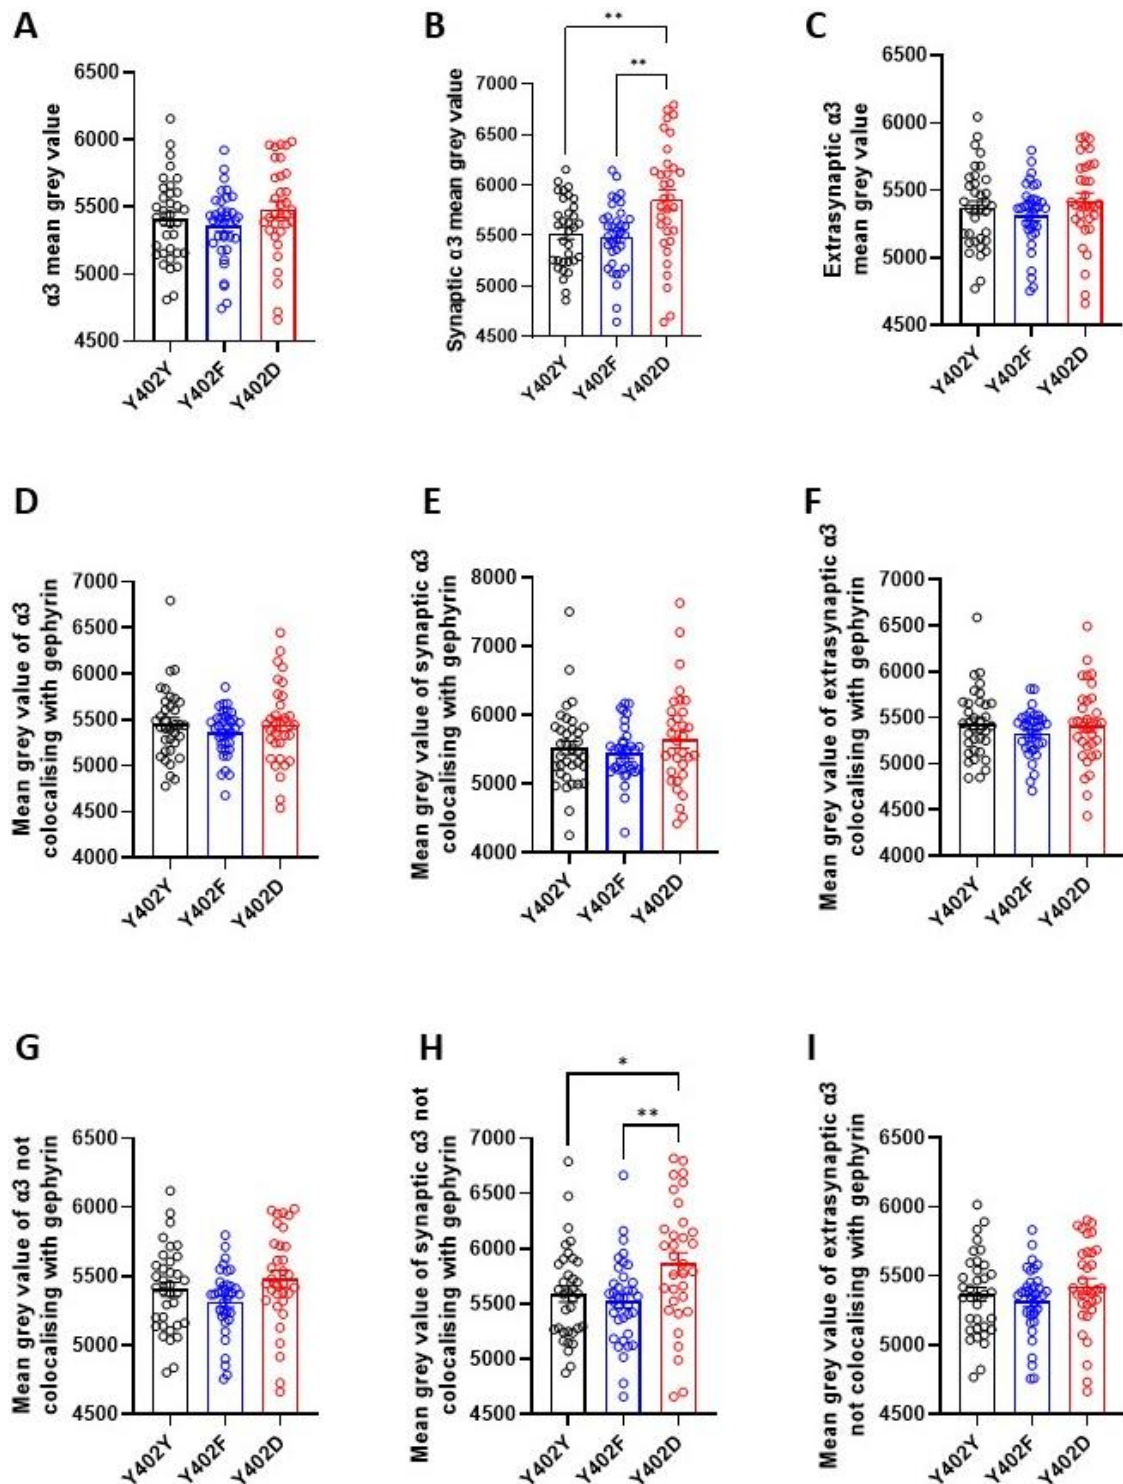 A
α3 mean grey value
6500
6000
5500
5000
4500
Y402Y
Y402F
Y402D
B
Synaptic α3 mean grey value
7000
6500
6000
5500
5000
4500
**
**
Y402Y
Y402F
Y402D
C
Extrasynaptic α3
mean grey value
6500
6000
5500
5000
4500
Y402Y
Y402F
Y402D
D
Mean grey value of α3
colocalising with gephyrin
7000
6500
6000
5500
5000
4500
4000
Y402Y
Y402F
Y402D
E
Mean grey value of synaptic α3
colocalising with gephyrin
8000
7000
6000
5000
4000
Y402Y
Y402F
Y402D
F
Mean grey value of extrasynaptic α3
colocalising with gephyrin
7000
6500
6000
5500
5000
4500
4000
Y402Y
Y402F
Y402D
G
Mean grey value of α3 not
colocalising with gephyrin
6500
6000
5500
5000
4500
Y402Y
Y402F
Y402D
H
Mean grey value of synaptic α3 not
colocalising with gephyrin
7000
6500
6000
5500
5000
4500
*
**
Y402Y
Y402F
Y402D
I
Mean grey value of extrasynaptic α3
not colocalising with gephyrin
6500
6000
5500
5000
4500
Y402Y
Y402F
Y402D